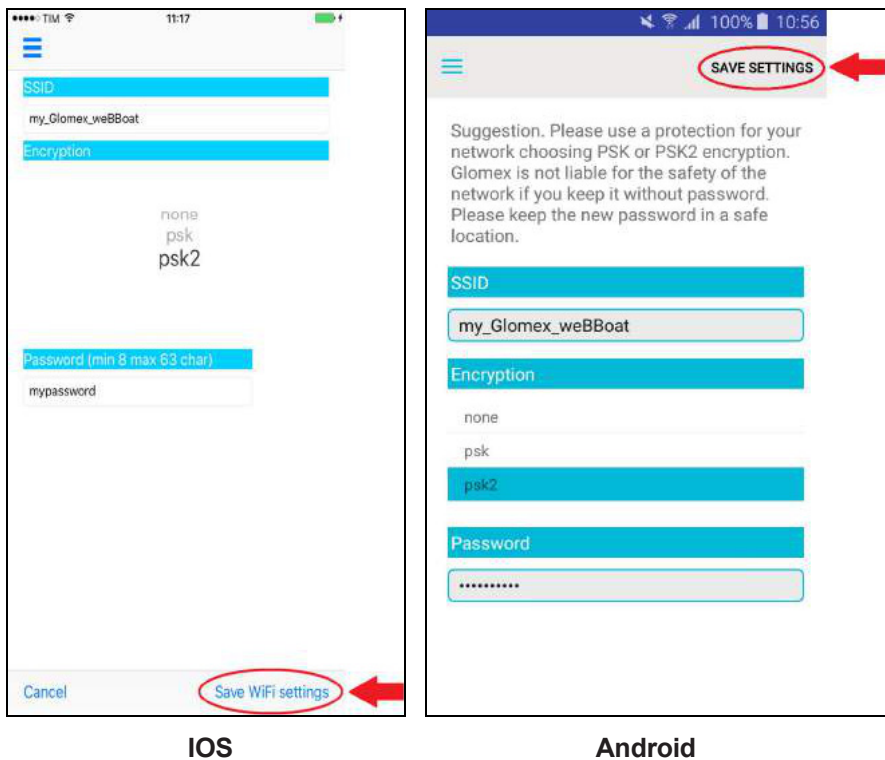 TIM 11:17
SSID
my_Glomex_weBBoat
Encryption
none
psk
psk2
Password (min 8 max 63 char)
mypassword
Cancel Save WiFi settings
IOS
100% 10:56
SAVE SETTINGS
Suggestion. Please use a protection for your
network choosing PSK or PSK2 encryption.
Glomex is not liable for the safety of the
network if you keep it without password.
Please keep the new password in a safe
location.
SSID
my_Glomex_weBBoat
Encryption
none
psk
psk2
Password
••••••••••
Android